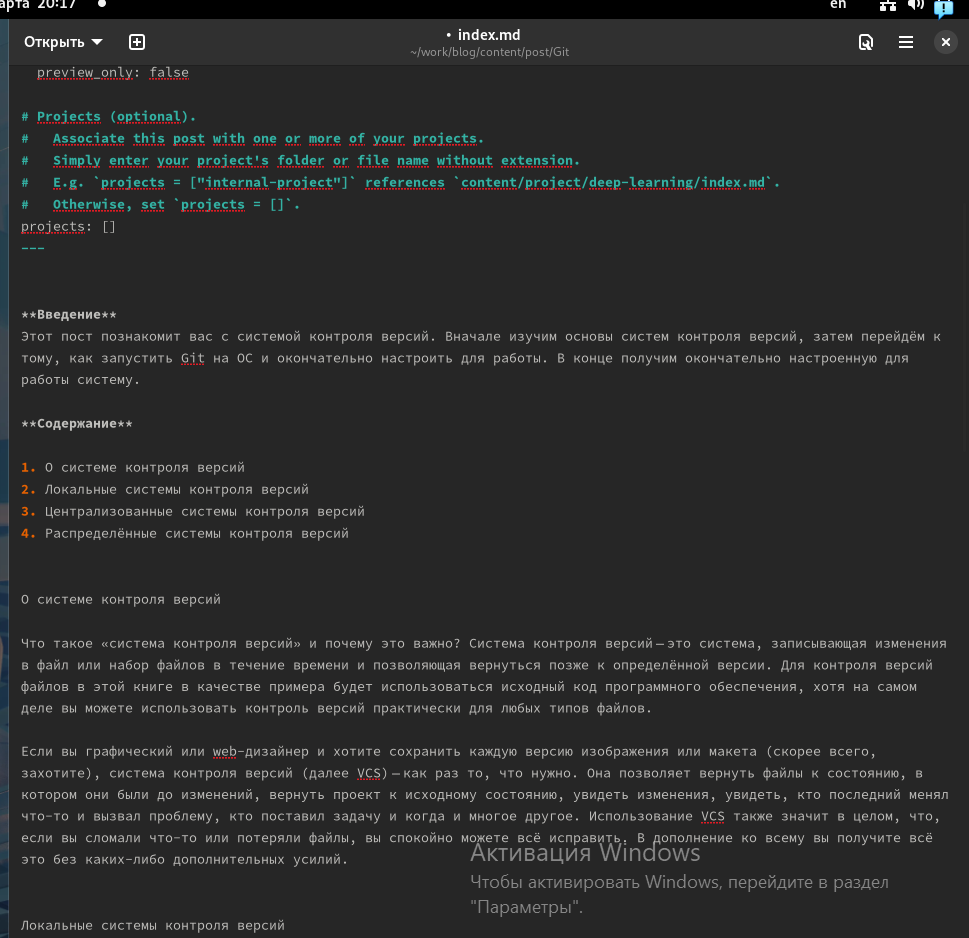 арта 20:17
en
Открыть
• index.md
~/work/blog/content/post/Git
preview_only: false
# Projects (optional).
#   Associate this post with one or more of your projects.
#   Simply enter your project's folder or file name without extension.
#   E.g. `projects = ["internal-project"]` references `content/project/deep-learning/index.md`.
#   Otherwise, set `projects = []`.
projects: []
---
**Введение**
Этот пост познакомит вас с системой контроля версий. Вначале изучим основы систем контроля версий, затем перейдём к
тому, как запустить Git на ОС и окончательно настроить для работы. В конце получим окончательно настроенную для
работы систему.
**Содержание**
1. О системе контроля версий
2. Локальные системы контроля версий
3. Централизованные системы контроля версий
4. Распределённые системы контроля версий
О системе контроля версий
Что такое «система контроля версий» и почему это важно? Система контроля версий — это система, записывающая изменения
в файл или набор файлов в течение времени и позволяющая вернуться позже к определённой версии. Для контроля версий
файлов в этой книге в качестве примера будет использоваться исходный код программного обеспечения, хотя на самом
деле вы можете использовать контроль версий практически для любых типов файлов.
Если вы графический или web-дизайнер и хотите сохранить каждую версию изображения или макета (скорее всего,
захотите), система контроля версий (далее VCS) — как раз то, что нужно. Она позволяет вернуть файлы к состоянию, в
котором они были до изменений, вернуть проект к исходному состоянию, увидеть изменения, увидеть, кто последний менял
что-то и вызвал проблему, кто поставил задачу и когда и многое другое. Использование VCS также значит в целом, что,
если вы сломали что-то или потеряли файлы, вы спокойно можете всё исправить. В дополнение ко всему вы получите всё
это без каких-либо дополнительных усилий.
Активация Windows
Чтобы активировать Windows, перейдите в раздел
"Параметры".
Локальные системы контроля версий